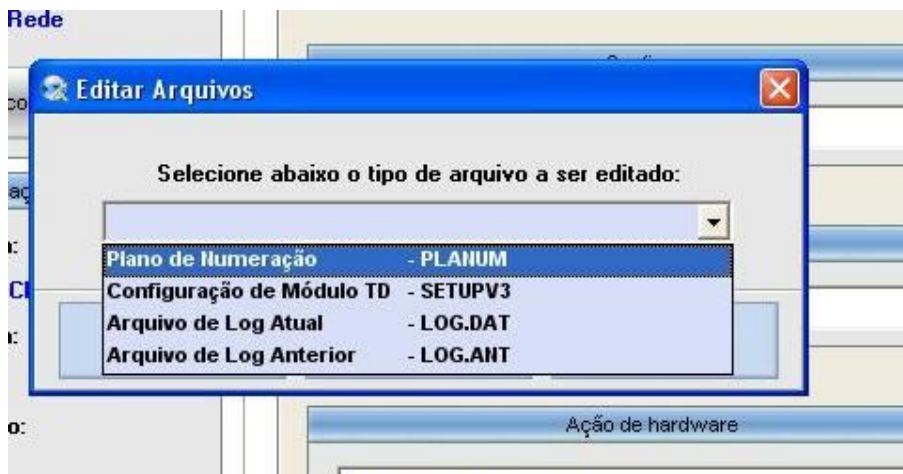 Rede
Editar Arquivos
Selecione abaixo o tipo de arquivo a ser editado:
Plano de Numeração - PLANUM
Configuração de Módulo TD - SETUPV3
Arquivo de Log Atual - LOG.DAT
Arquivo de Log Anterior - LOG.ANT
Ação de hardware